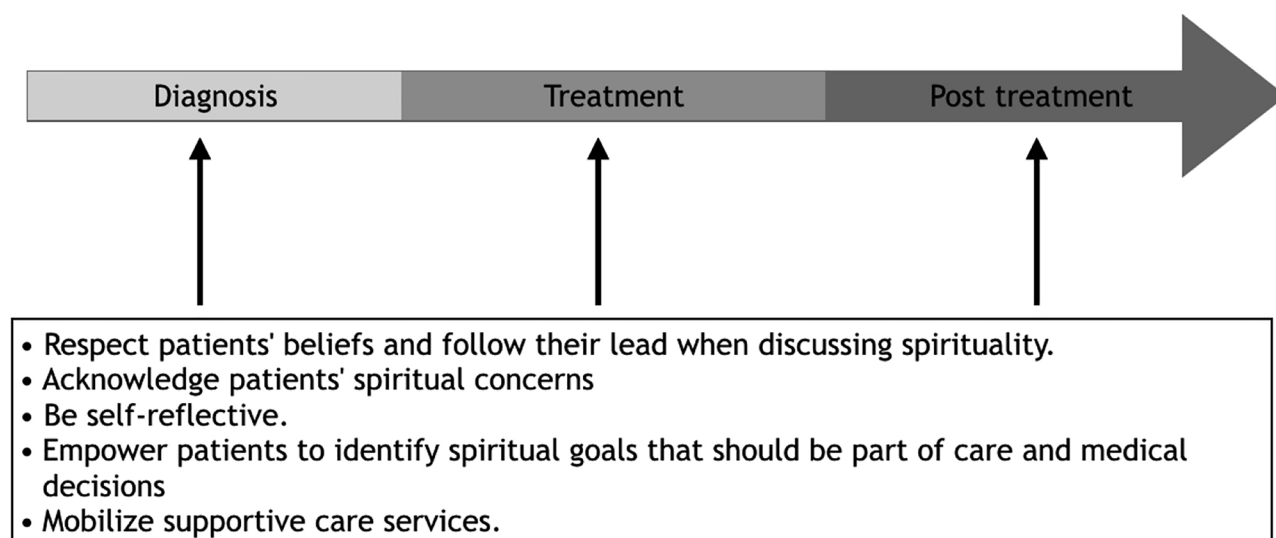 Diagnosis Treatment Post treatment
• Respect patients' beliefs and follow their lead when discussing spirituality.
• Acknowledge patients' spiritual concerns
• Be self-reflective.
• Empower patients to identify spiritual goals that should be part of care and medical
decisions
• Mobilize supportive care services.